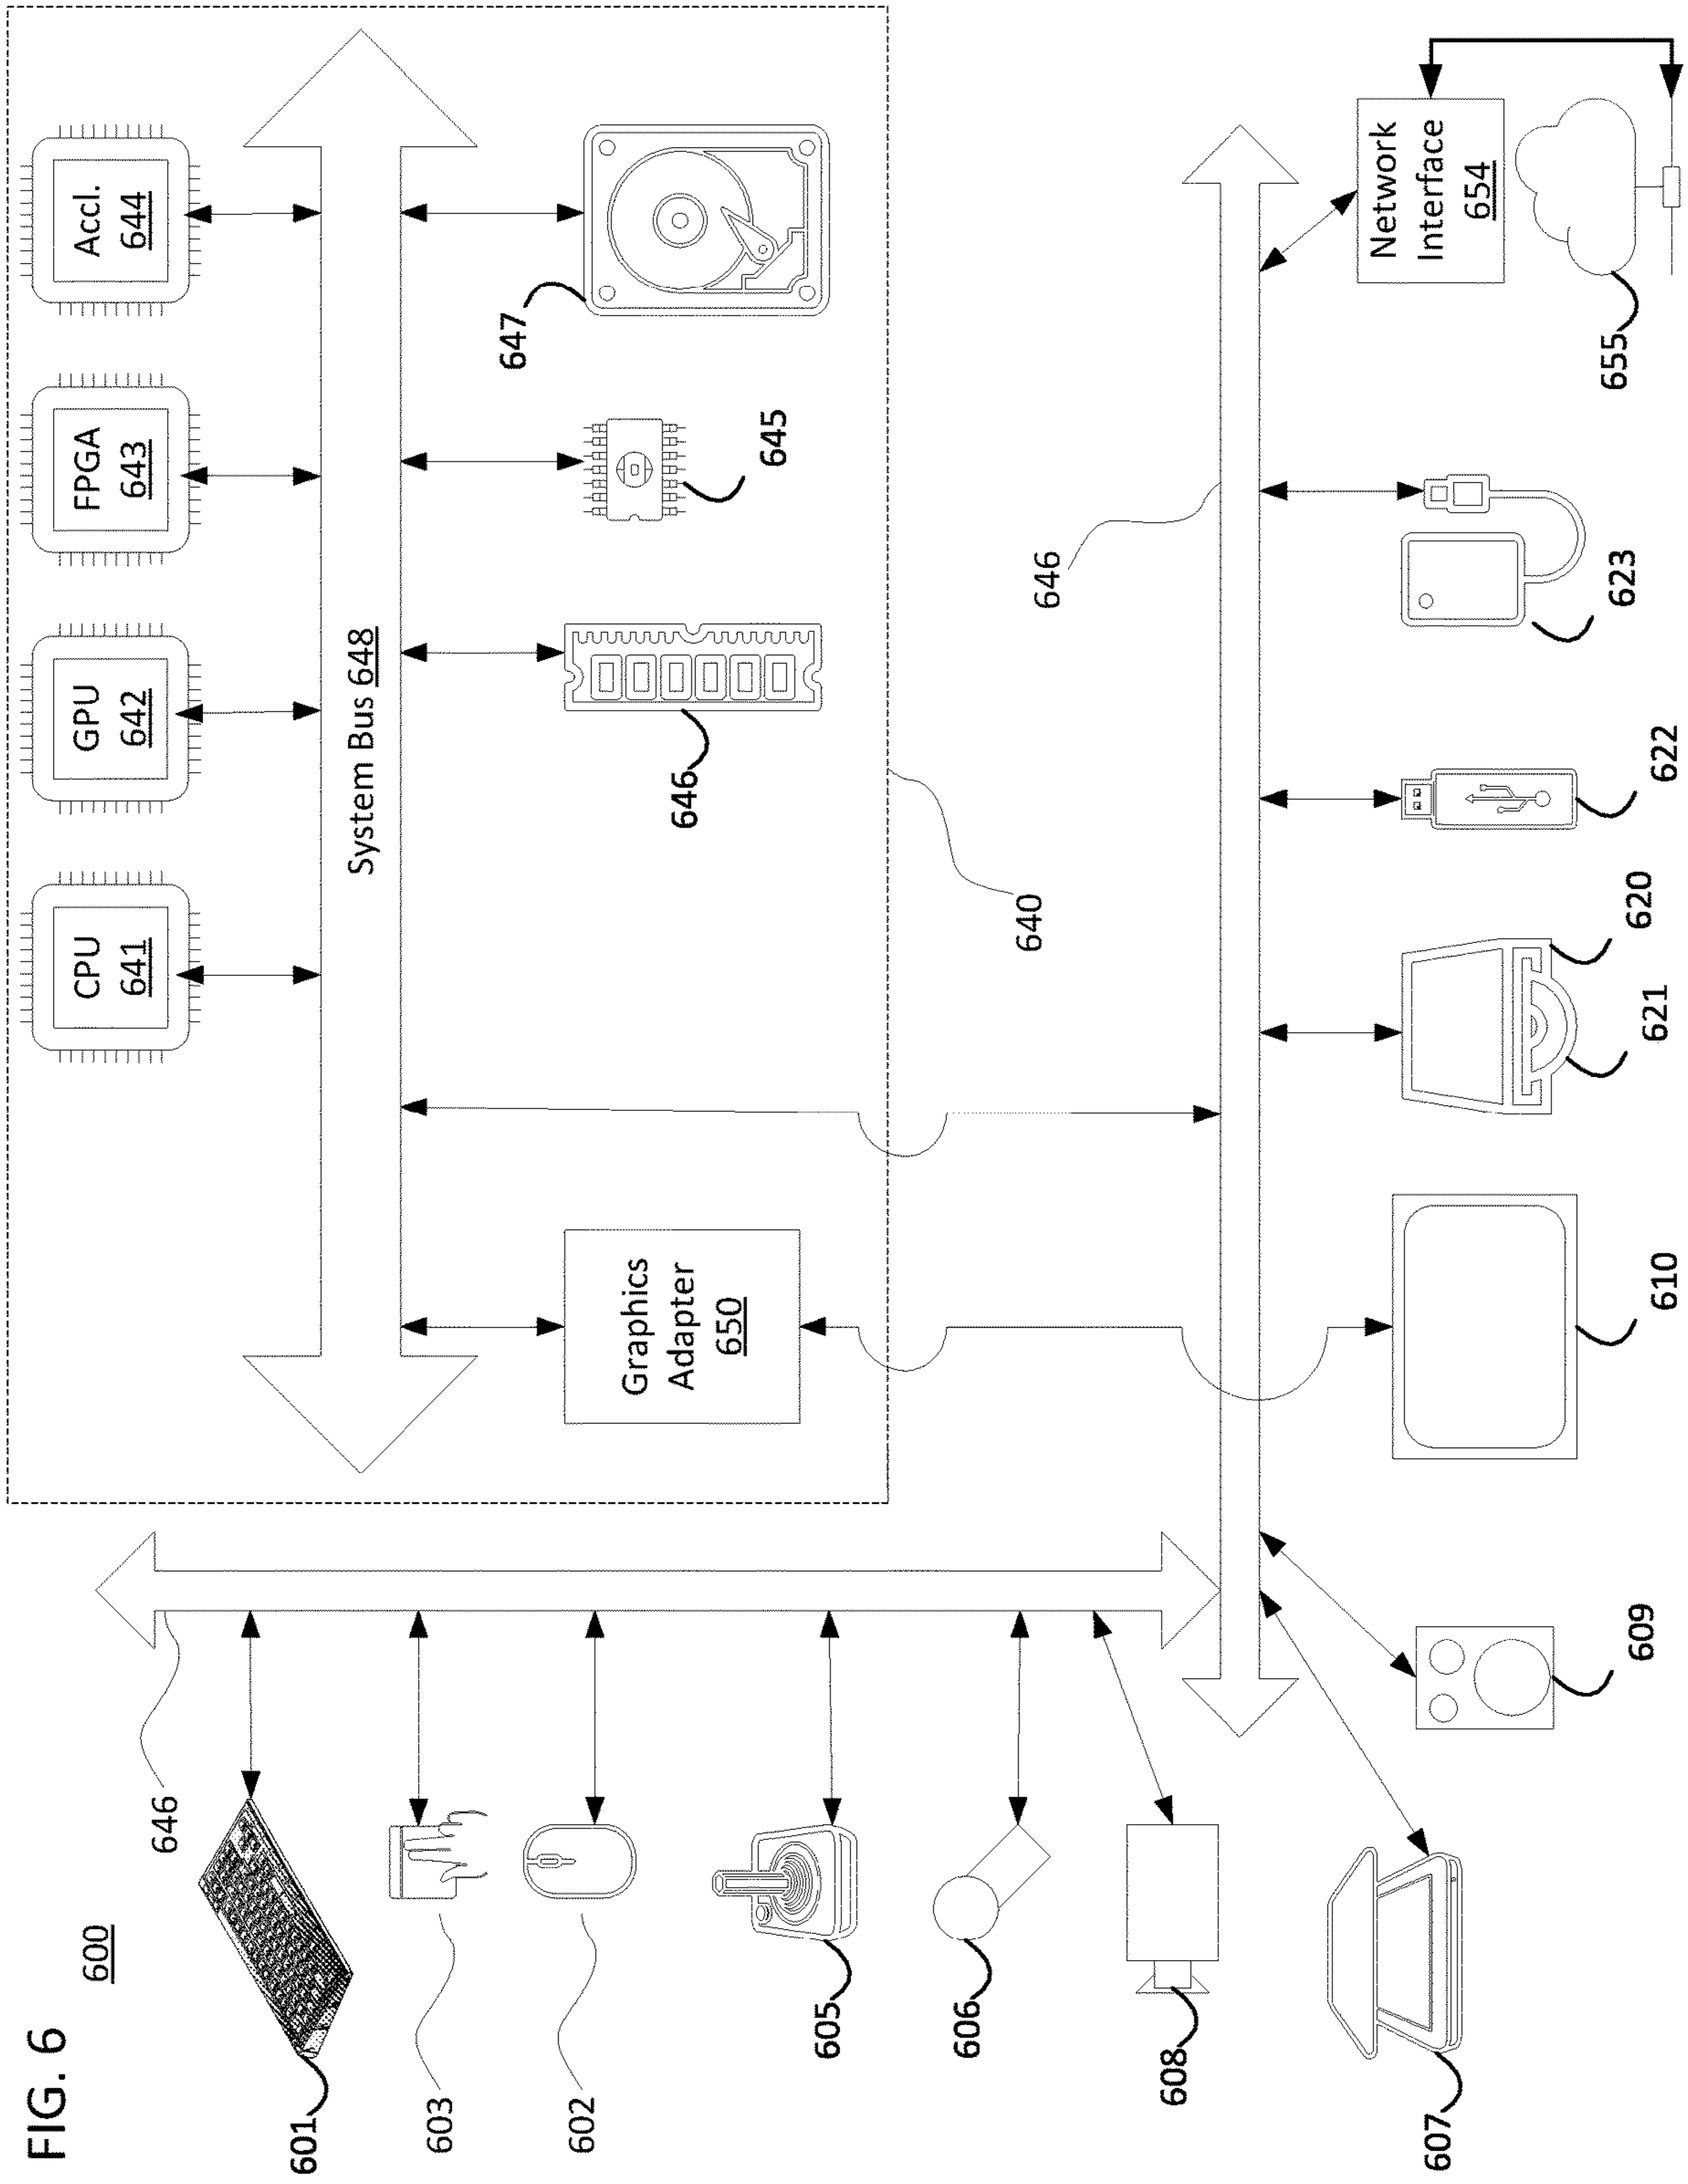 FIG. 6
600
CPU
641
GPU
642
FPGA
643
Accl.
644
System Bus 648
646
601
603
602
605
606
608
607
609
Graphics
Adapter
650
646
645
647
640
646
610
621
620
622
623
Network
Interface
654
655